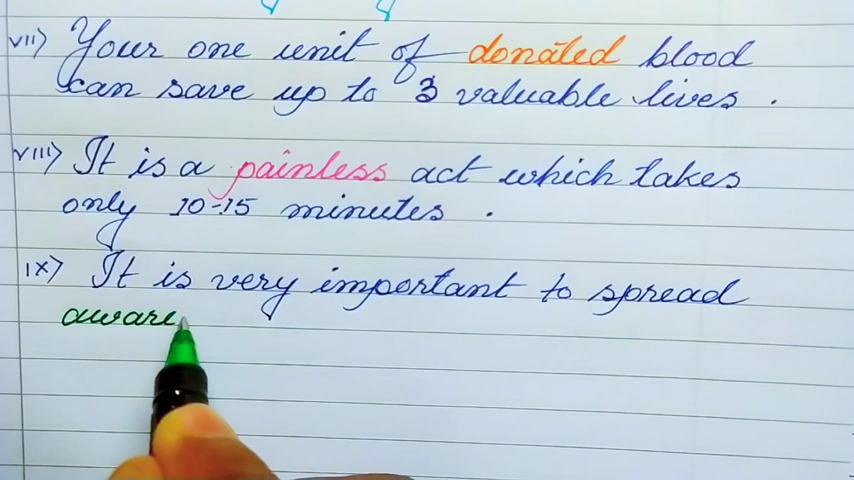 vii) Your one unit of donated blood
can save up to 3 valuable lives.
viii) It is a painless act which takes
only 10-15 minutes.
ix) It is very important to spread
aware